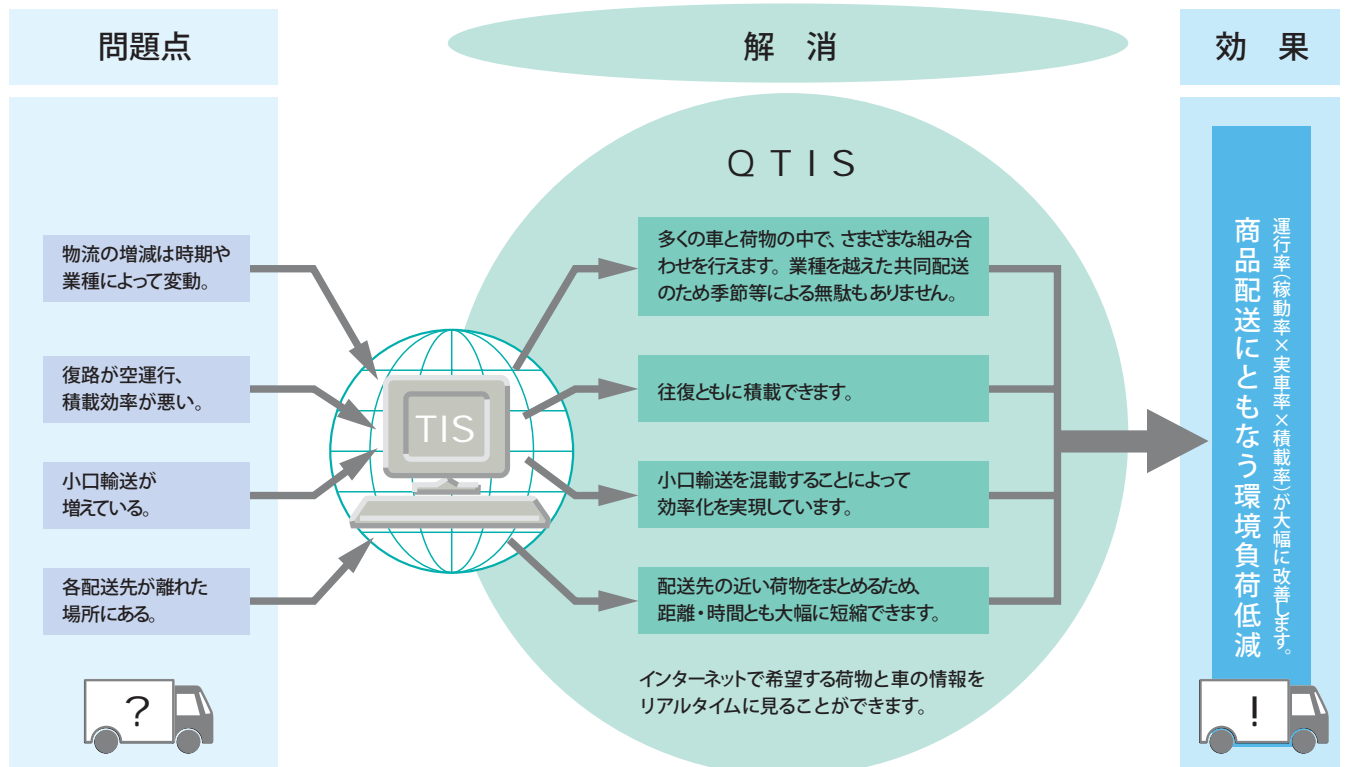 問題点
解　消
効　果
物流の増減は時期や
業種によって変動。
復路が空運行、
積載効率が悪い。
小口輸送が
増えている。
各配送先が離れた
場所にある。
?
TIS
QTIS
多くの車と荷物の中で、さまざまな組み合
わせを行えます。業種を越えた共同配送
のため季節等による無駄もありません。
往復ともに積載できます。
小口輸送を混載することによって
効率化を実現しています。
配送先の近い荷物をまとめるため、
距離・時間とも大幅に短縮できます。
インターネットで希望する荷物と車の情報を
リアルタイムに見ることができます。
運行率(稼動率×実車率×積載率)が大幅に改善します。
商品配送にともなう環境負荷低減
!